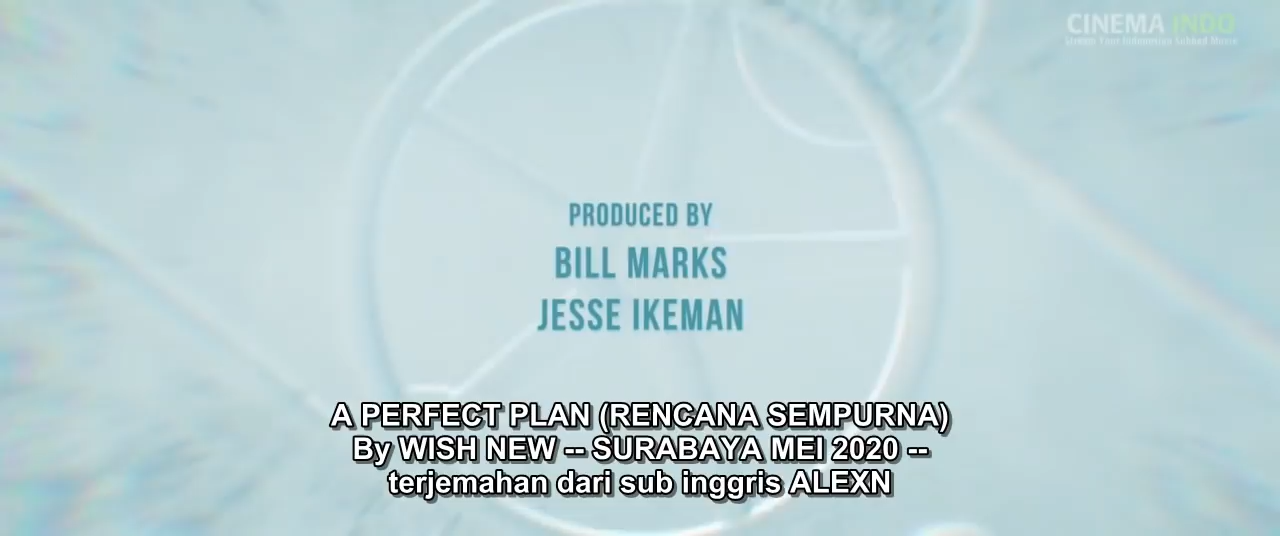 CINEMA INDO
PRODUCED BY
BILL MARKS
JESSE IKEMAN
A PERFECT PLAN (RENCANA SEMPURNA)
By WISH NEW -- SURABAYA MEI 2020 --
terjemahan dari sub inggris ALEXN